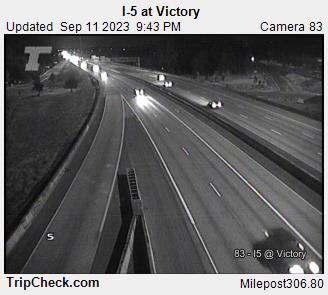 I-5 at Victory
Updated Sep 11 2023 9:43 PM Camera 83
S
83 - I5 @ Victory
TripCheck.com Milepost306.80